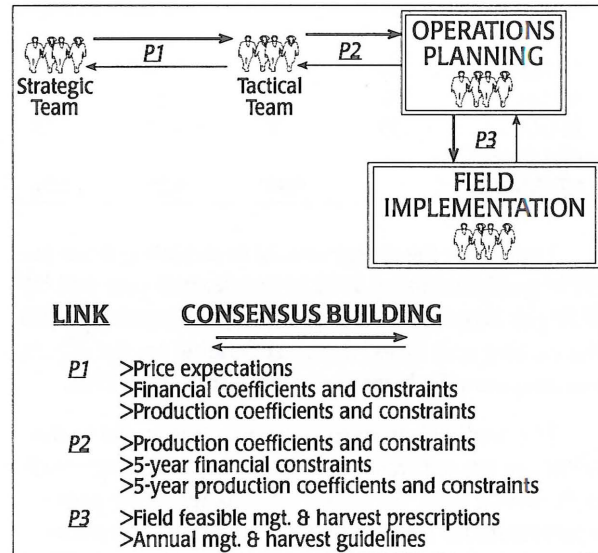 OPERATIONS
PLANNING
P1
P2
Strategic
Team
Tactical
Team
P3
FIELD
IMPLEMENTATION
LINK CONSENSUS BUILDING
P1 >Price expectations
>Financial coefficients and constraints
>Production coefficients and constraints
P2 >Production coefficients and constraints
>5-year financial constraints
>5-year production coefficients and constraints
P3 >Field feasible mgt. & harvest prescriptions
>Annual mgt. & harvest guidelines